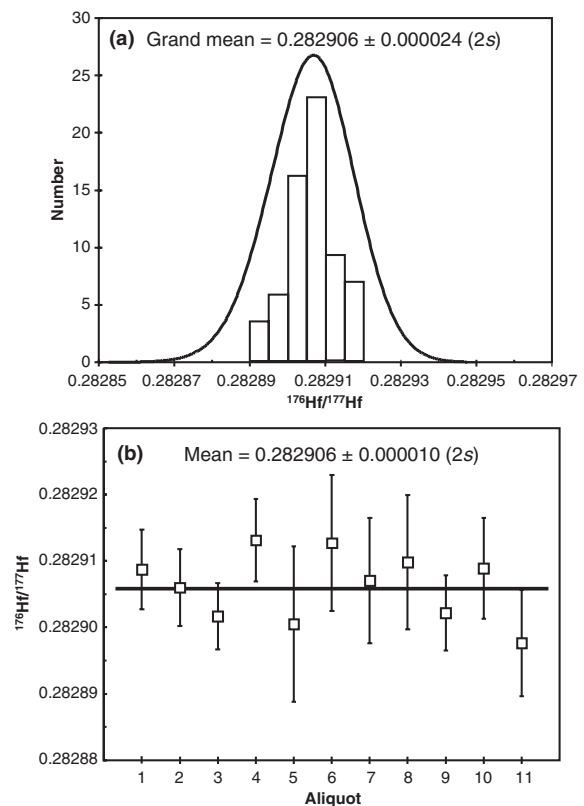 (a) Grand mean = 0.282906 ± 0.000024 (2s)
30
25
20
15
10
5
0
Number
0.28285 0.28287 0.28289 0.28291 0.28293 0.28295 0.28297
¹⁷⁶Hf/¹⁷⁷Hf
(b) Mean = 0.282906 ± 0.000010 (2s)
0.28293
0.28292
0.28291
0.28290
0.28289
0.28288
¹⁷⁶Hf/¹⁷⁷Hf
1 2 3 4 5 6 7 8 9 10 11
Aliquot